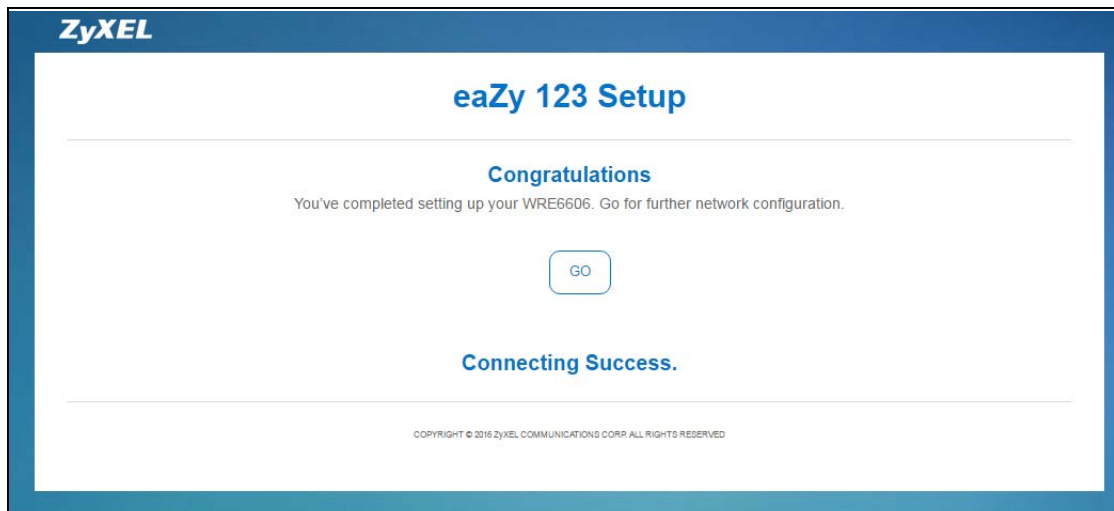 ZyXEL
eaZy 123 Setup
Congratulations
You've completed setting up your WRE6606. Go for further network configuration.
GO
Connecting Success.
COPYRIGHT © 2016 ZyXEL COMMUNICATIONS CORP. ALL RIGHTS RESERVED